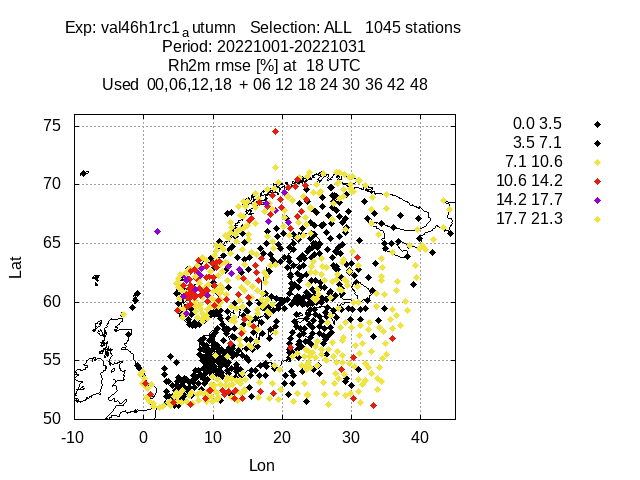 Exp: val46h1rc1autumn   Selection: ALL   1045 stations
Period: 20221001-20221031
Rh2m rmse [%] at  18 UTC
Used  00,06,12,18  + 06 12 18 24 30 36 42 48
0.0 3.5
3.5 7.1
7.1 10.6
10.6 14.2
14.2 17.7
17.7 21.3
75
70
65
60
55
50
Lat
-10 0 10 20 30 40
Lon